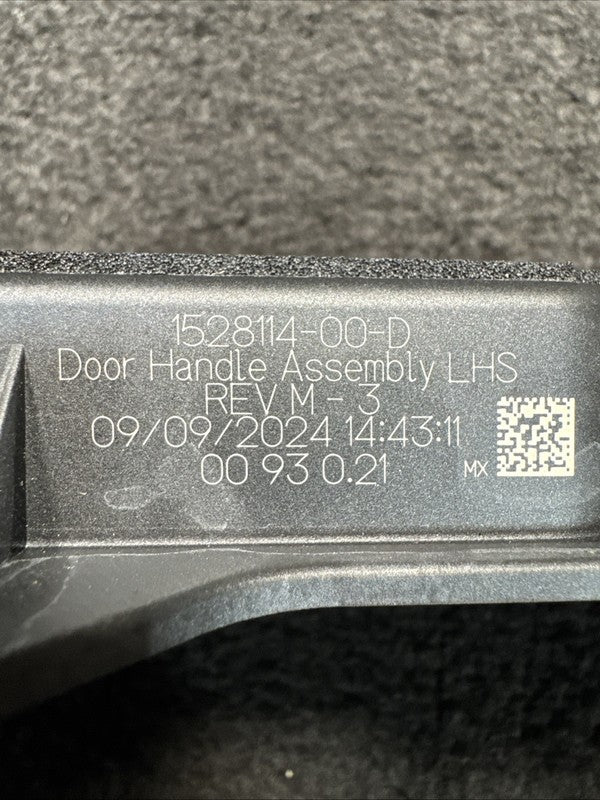 1528114-00-D
Door Handle Assembly LHS
REV M - 3
09/09/2024 14:43:11
00 93 0.21
MX